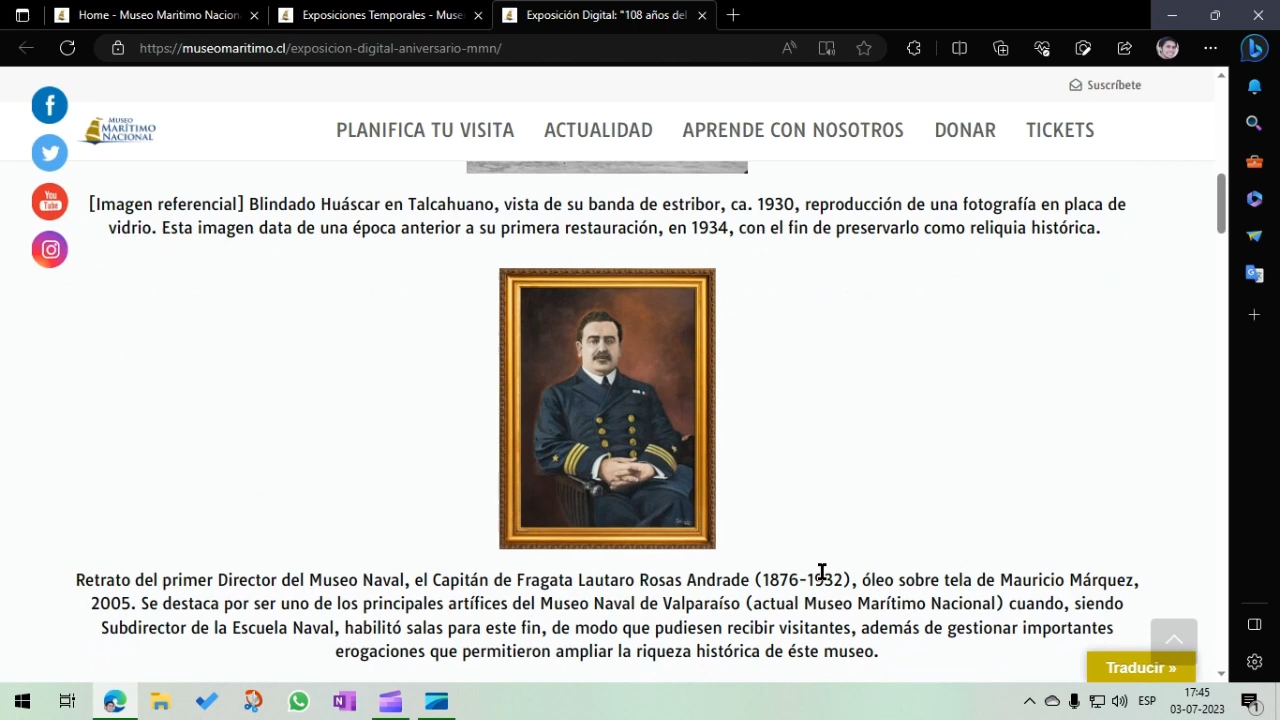 Home - Museo Maritimo Nacion
Exposiciones Temporales - Muse
Exposición Digital: "108 años del
https://museomaritimo.cl/exposicion-digital-aniversario-mmn/
Suscríbete
MUSEO
MARÍTIMO
NACIONAL
PLANIFICA TU VISITA
ACTUALIDAD
APRENDE CON NOSOTROS
DONAR
TICKETS
You
Tube
[Imagen referencial] Blindado Huáscar en Talcahuano, vista de su banda de estribor, ca. 1930, reproducción de una fotografía en placa de
vidrio. Esta imagen data de una época anterior a su primera restauración, en 1934, con el fin de preservarlo como reliquia histórica.
Retrato del primer Director del Museo Naval, el Capitán de Fragata Lautaro Rosas Andrade (1876-1932), óleo sobre tela de Mauricio Márquez,
2005. Se destaca por ser uno de los principales artífices del Museo Naval de Valparaíso (actual Museo Marítimo Nacional) cuando, siendo
Subdirector de la Escuela Naval, habilitó salas para este fin, de modo que pudiesen recibir visitantes, además de gestionar importantes
erogaciones que permitieron ampliar la riqueza histórica de éste museo.
Traducir »
ESP
17:45
03-07-2023
1